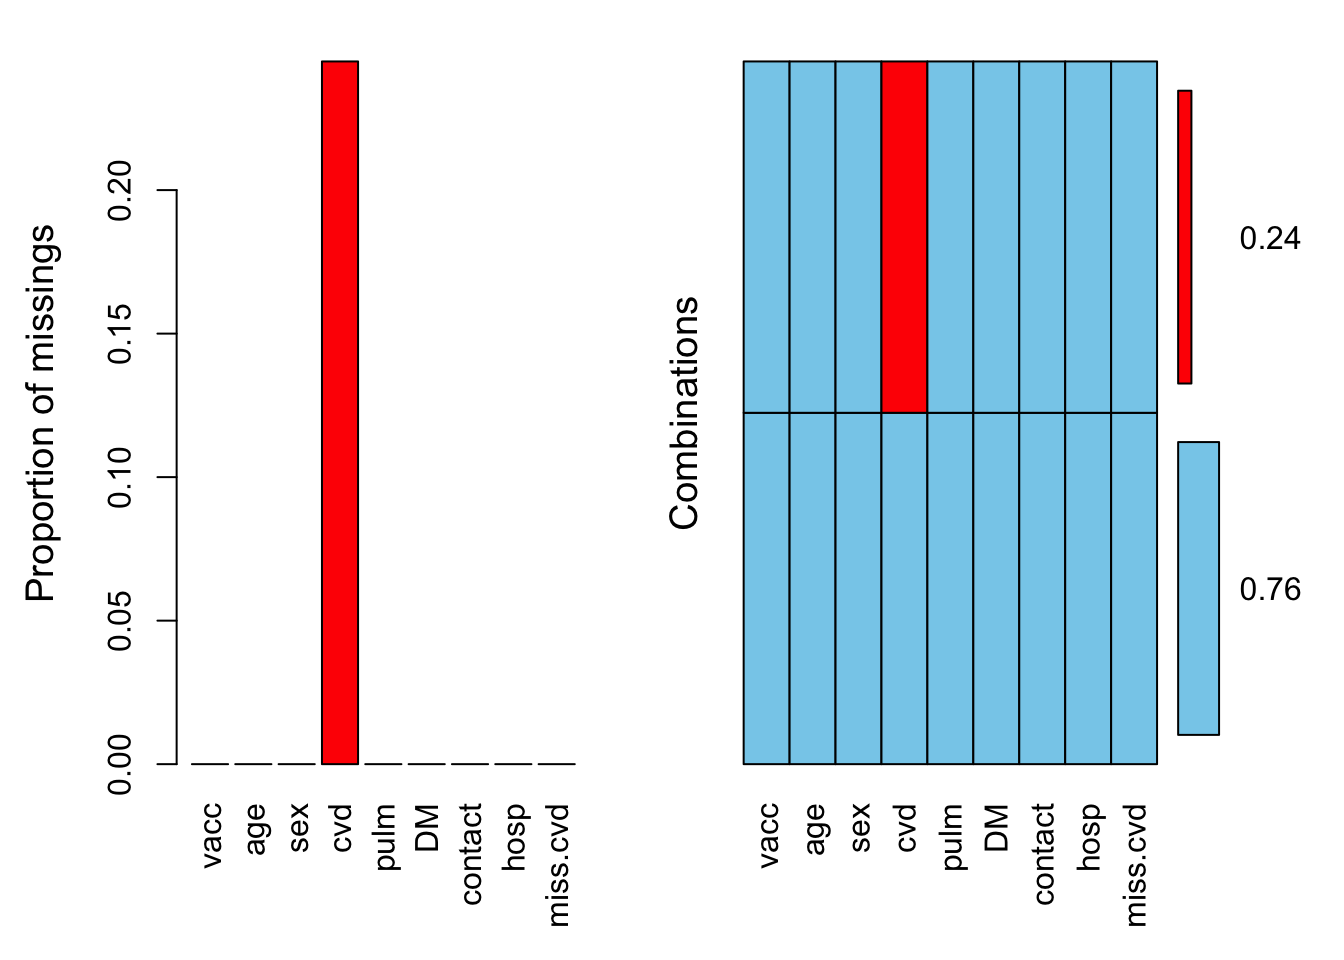 Proportion of missings
0.20
0.15
0.10
0.05
0.00
vacc
age
sex
cvd
pulm
DM
contact
hosp
miss.cvd
Combinations
vacc
age
sex
cvd
pulm
DM
contact
hosp
miss.cvd
0.24
0.76